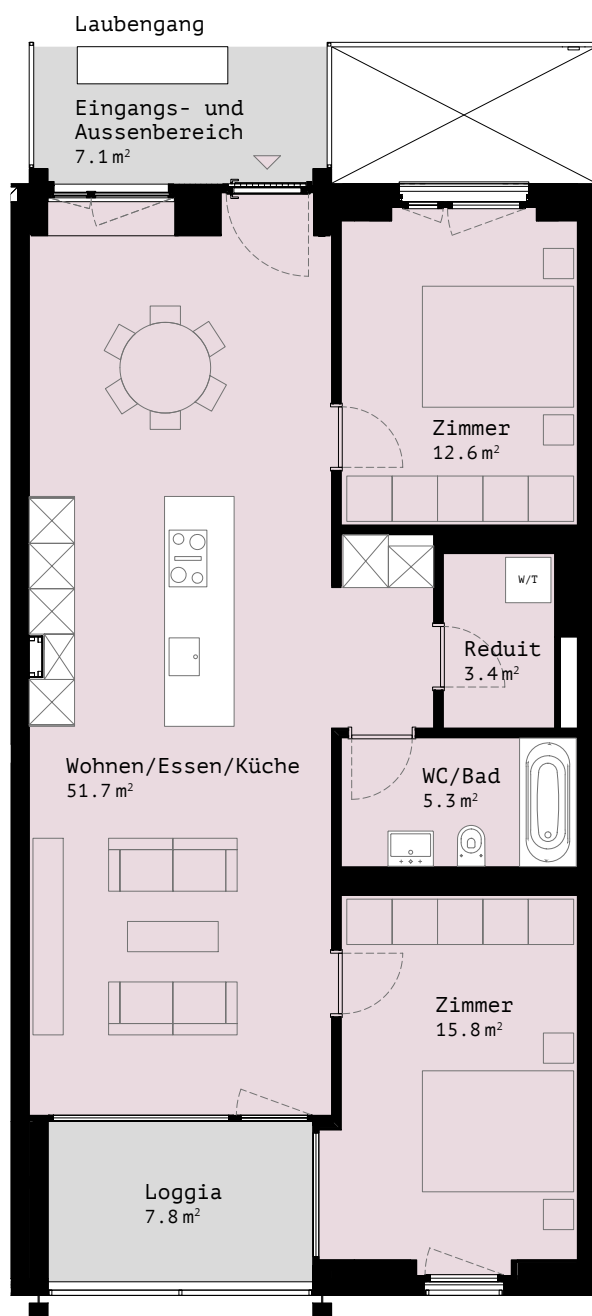 Laubengang
Eingangs- und
Aussenbereich
7.1 m²
Zimmer
12.6 m²
W/T
Reduit
3.4 m²
Wohnen/Essen/Küche
51.7 m²
WC/Bad
5.3 m²
Zimmer
15.8 m²
Loggia
7.8 m²